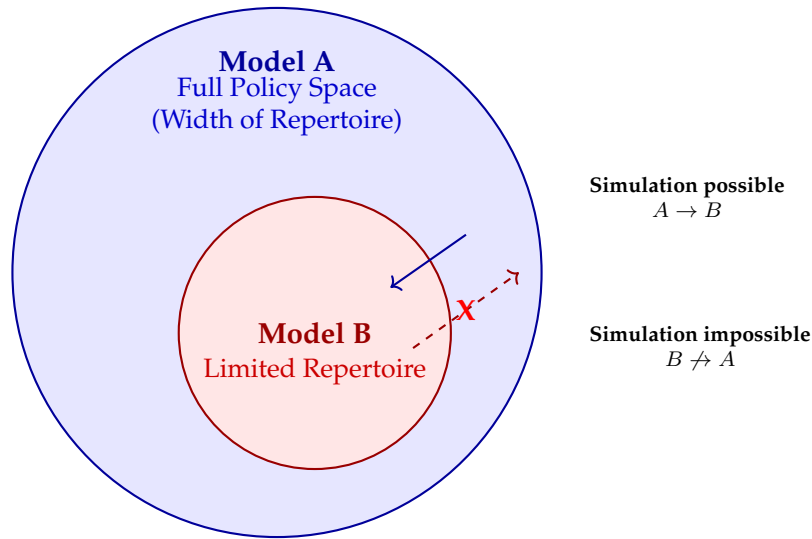 Model A
Full Policy Space
(Width of Repertoire)
Simulation possible
A → B
X
Model B
Limited Repertoire
Simulation impossible
B ↛ A